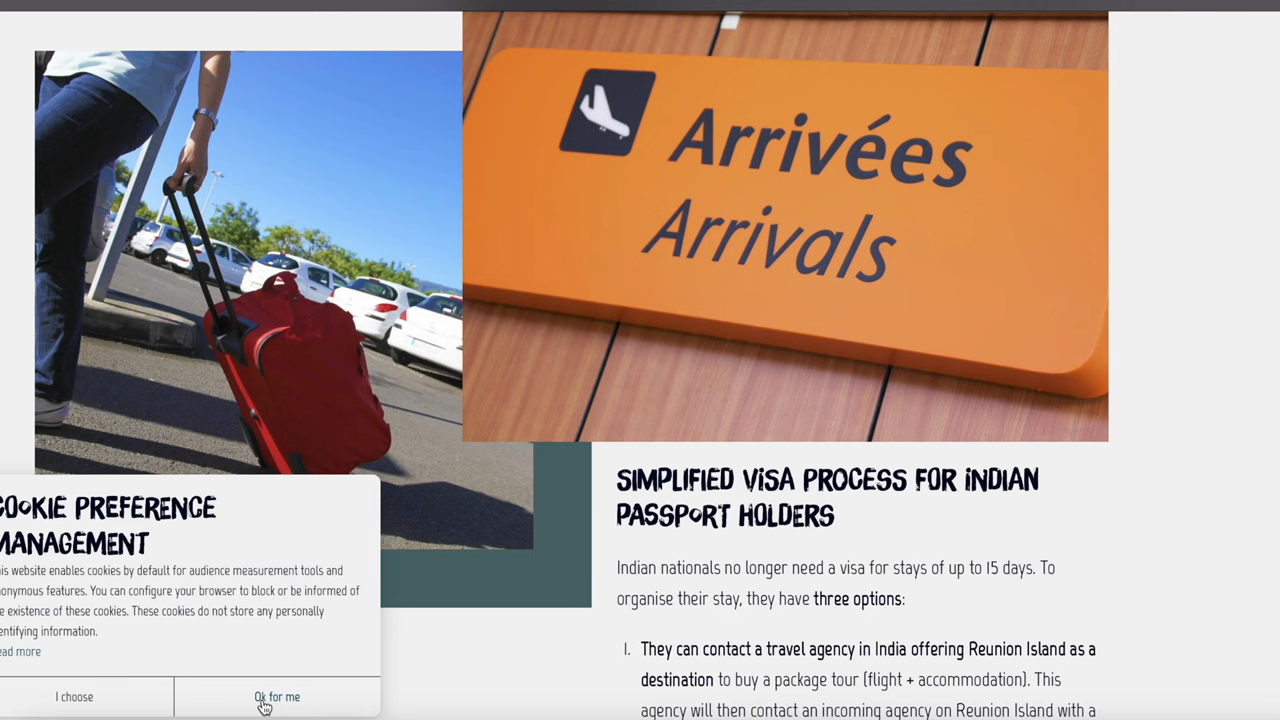 Arrivées
Arrivals
SIMPLIFIED VISA PROCESS FOR INDIAN
PASSPORT HOLDERS
Indian nationals no longer need a visa for stays of up to 15 days. To
organise their stay, they have three options:
1. They can contact a travel agency in India offering Reunion Island as a
destination to buy a package tour (flight + accommodation). This
agency will then contact an incoming agency on Reunion Island with a
COOKIE PREFERENCE
MANAGEMENT
is website enables cookies by default for audience measurement tools and
onymous features. You can configure your browser to block or be informed of
e existence of these cookies. These cookies do not store any personally
entifying information.
ead more
I choose
Ok for me